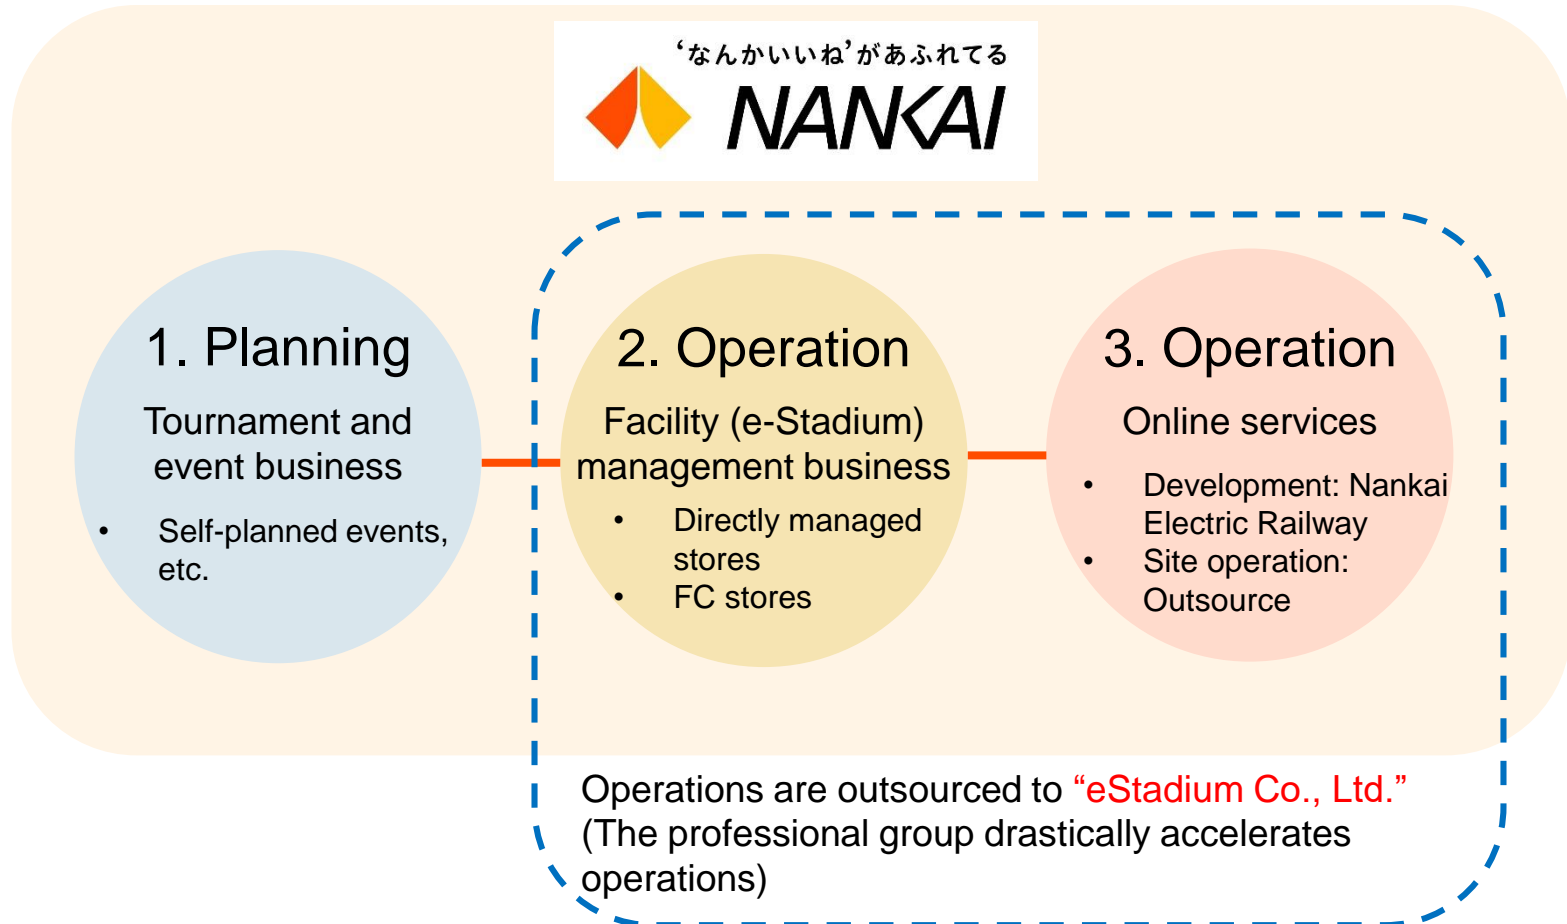 ‘なんかいいね’があふれてる
NANKAI
1. Planning
Tournament and
event business
• Self-planned events,
etc.
2. Operation
Facility (e-Stadium)
management business
• Directly managed
stores
• FC stores
3. Operation
Online services
• Development: Nankai
Electric Railway
• Site operation:
Outsource
Operations are outsourced to “eStadium Co., Ltd.”
(The professional group drastically accelerates
operations)